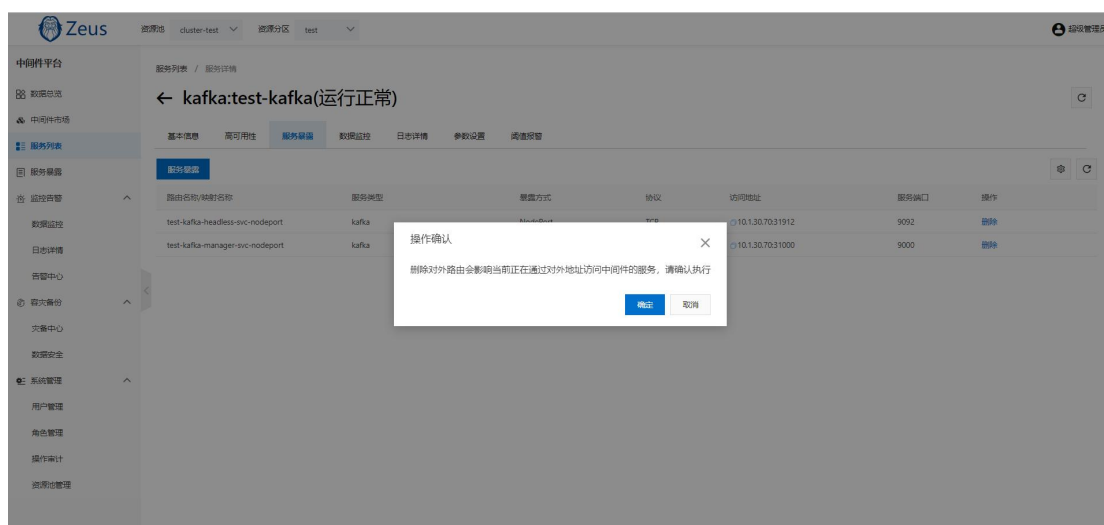 Zeus
资源池 cluster-test 资源分区 test
超级管理员
中间件平台
数据总览
中间件市场
服务列表
服务暴露
监控告警
数据监控
日志详情
告警中心
容灾备份
灾备中心
数据安全
系统管理
用户管理
角色管理
操作审计
资源池管理
服务列表 / 服务详情
← kafka:test-kafka(运行正常)
基本信息 高可用性 服务暴露 数据监控 日志详情 参数设置 阈值报警
服务暴露
路由名称/映射名称 服务类型 暴露方式 协议 访问地址 服务端口 操作
test-kafka-headless-svc-nodeport kafka NodePort TCP 10.1.30.70:31912 9092 删除
test-kafka-manager-svc-nodeport kafka 10.1.30.70:31000 9000 删除
操作确认
删除对外路由会影响当前正在通过对外地址访问中间件的服务，请确认执行
确定 取消